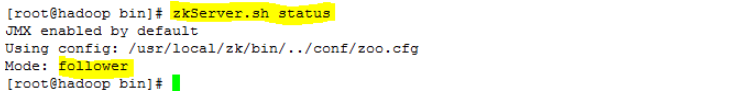 [root@hadoop bin]# zkServer.sh status
JMX enabled by default
Using config: /usr/local/zk/bin/../conf/zoo.cfg
Mode: follower
[root@hadoop bin]#